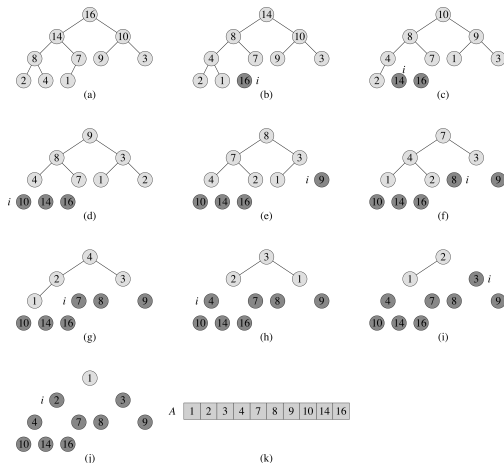 16 14 10
14 10 8 10 8 9
8 7 9 3 4 7 9 3 4 7 1 3
2 4 1 2 1 16 i 2 i 14 16
(a) (b) (c)
9 8 7
8 3 7 3 4 3
4 7 1 2 4 2 1 i 9 1 2 8 i 9
i 10 14 16 10 14 16 10 14 16
(d) (e) (f)
4 3 2
2 3 2 1 1 3 i
1 i 7 8 9 i 4 7 8 9 4 7 8 9
10 14 16 10 14 16 10 14 16
(g) (h) (i)
1
i 2 3 A 1 2 3 4 7 8 9 10 14 16
4 7 8 9
10 14 16
(j) (k)